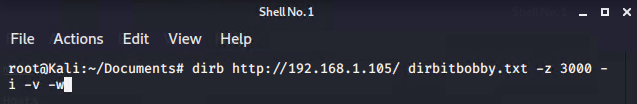 Shell No. 1
File Actions Edit View Help
root@Kali:~/Documents# dirb http://192.168.1.105/ dirbitbobby.txt -z 3000 -
i -v -w